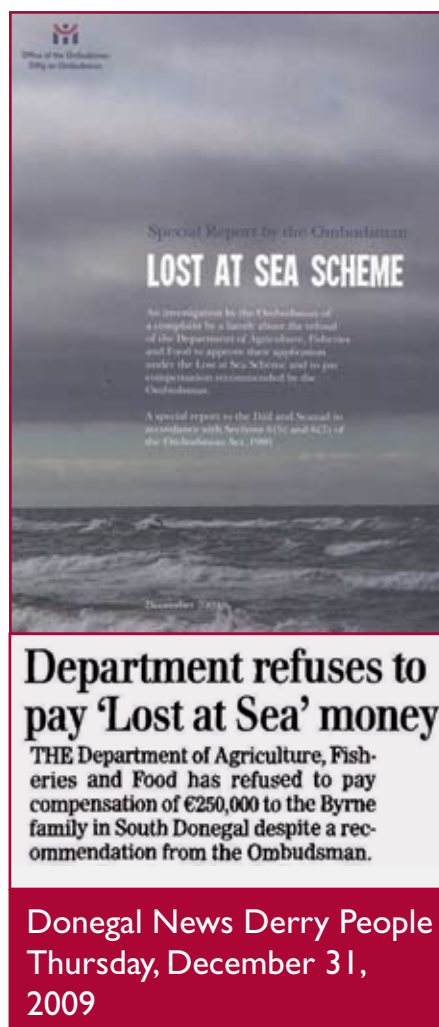 Office of the Ombudsman
Oifig an Ombudsman
Special Report by the Ombudsman
LOST AT SEA SCHEME
An investigation by the Ombudsman of
a complaint by a family about the refusal
of the Department of Agriculture, Fisheries
and Food to approve their application
under the Lost at Sea Scheme and to pay
compensation recommended by the
Ombudsman.
A special report to the Dáil and Seanad in
accordance with Sections
the Ombudsman Act, 1980
December
Department refuses to
pay ‘Lost at Sea’ money
THE Department of Agriculture, Fish-
eries and Food has refused to pay
compensation of €250,000 to the Byrne
family in South Donegal despite a rec-
ommendation from the Ombudsman.
Donegal News Derry People
Thursday, December 31,
2009